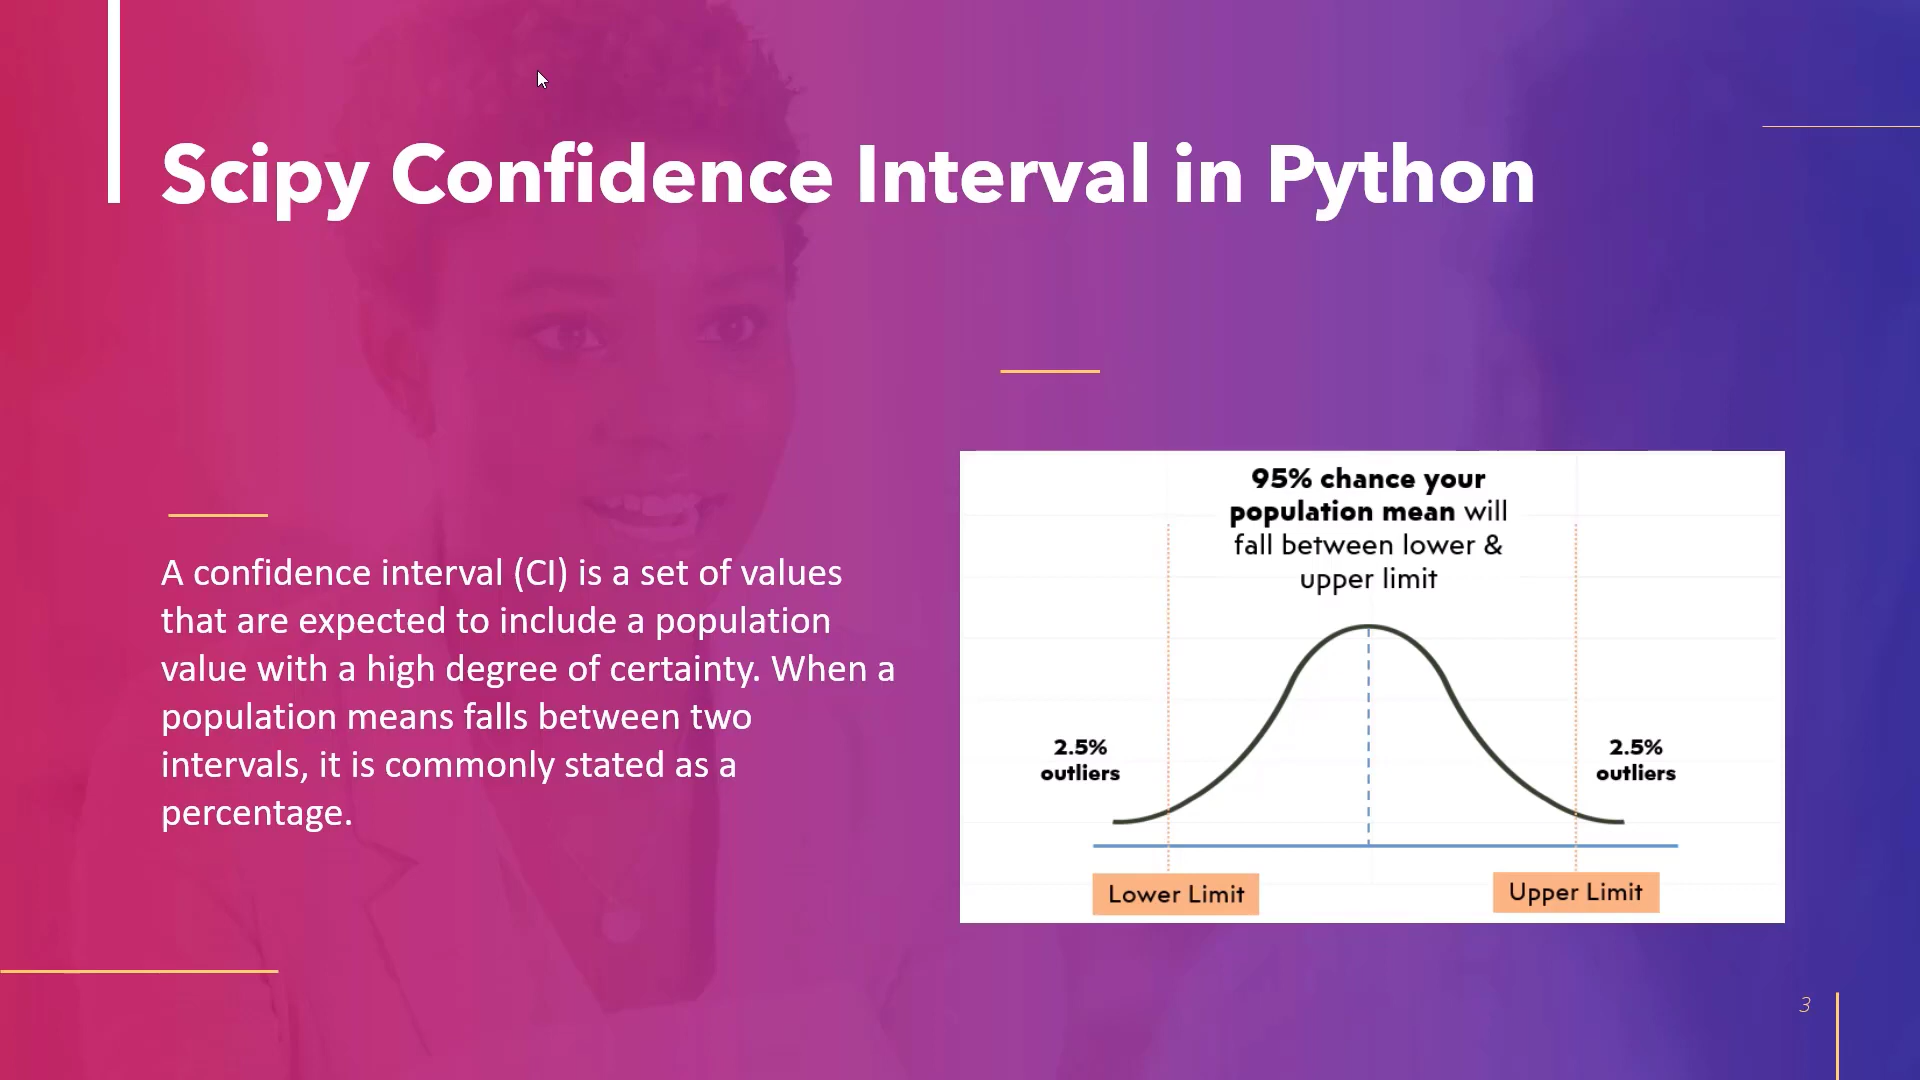 Scipy Confidence Interval in Python
A confidence interval (CI) is a set of values
that are expected to include a population
value with a high degree of certainty. When a
population means falls between two
intervals, it is commonly stated as a
percentage.
95% chance your
population mean will
fall between lower &
upper limit
2.5%
outliers
2.5%
outliers
Lower Limit
Upper Limit
3